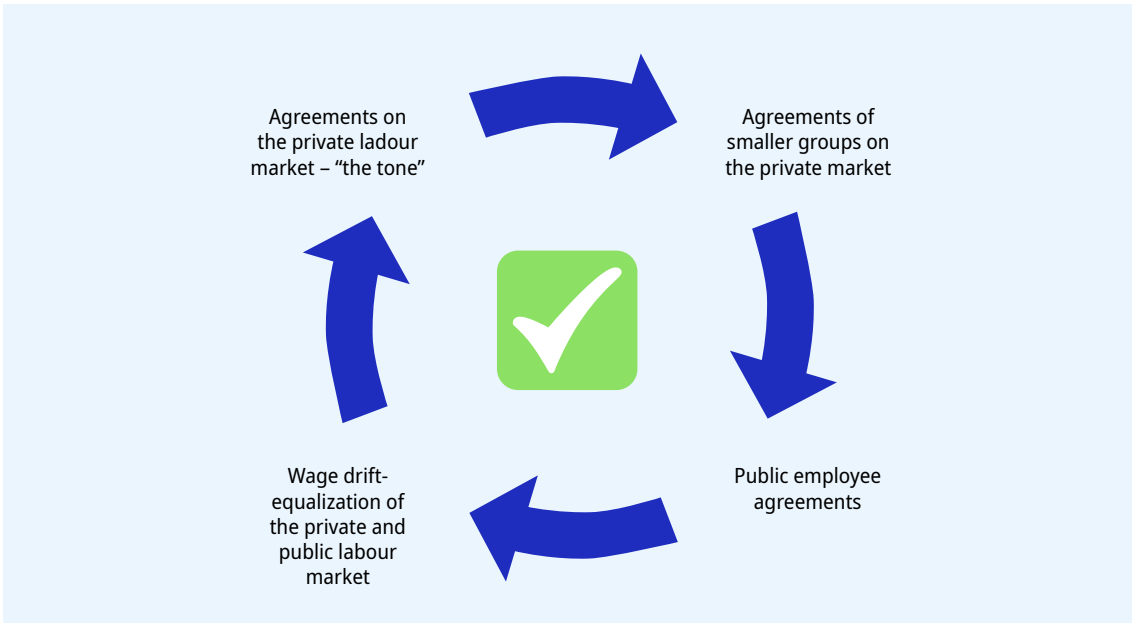 Agreements on
the private ladour
market – “the tone”
Agreements of
smaller groups on
the private market
Public employee
agreements
Wage drift-
equalization of
the private and
public labour
market